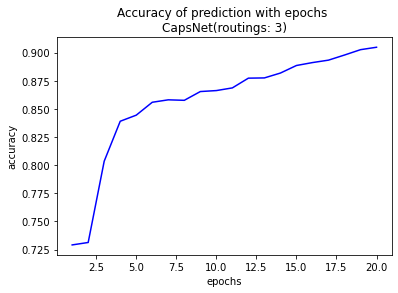 Accuracy of prediction with epochs
CapsNet(routings: 3)
0.900
0.875
0.850
0.825
0.800
0.775
0.750
0.725
accuracy
2.5 5.0 7.5 10.0 12.5 15.0 17.5 20.0
epochs